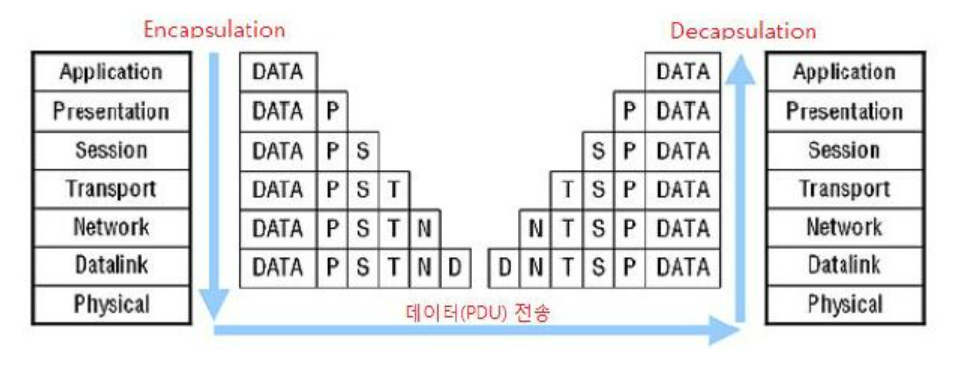 Encapsulation Decapsulation
Application DATA DATA Application
Presentation DATA P P DATA Presentation
Session DATA P S S P DATA Session
Transport DATA P S T T S P DATA Transport
Network DATA P S T N N T S P DATA Network
Datalink DATA P S T N D D N T S P DATA Datalink
Physical 데이터(PDU) 전송 Physical